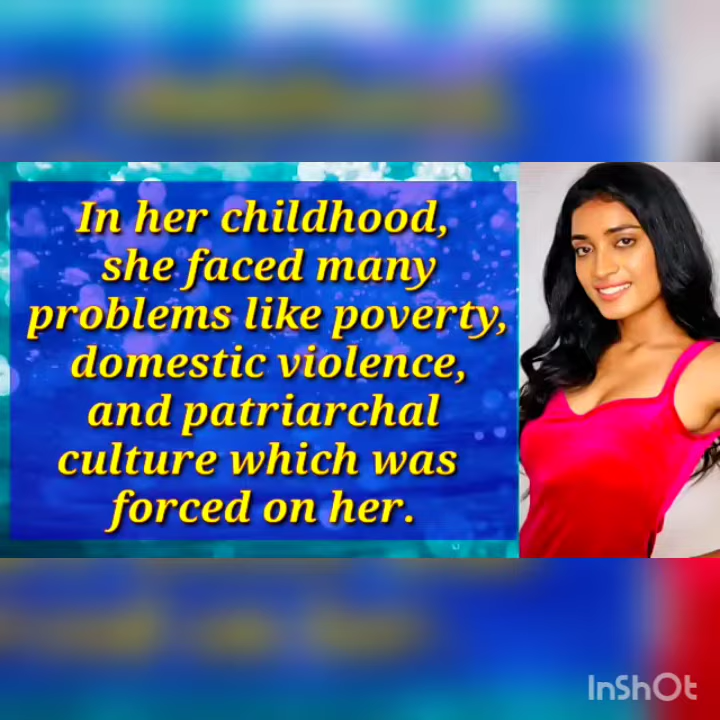 In her childhood,
she faced many
problems like poverty,
domestic violence,
and patriarchal
culture which was
forced on her.
InShOt